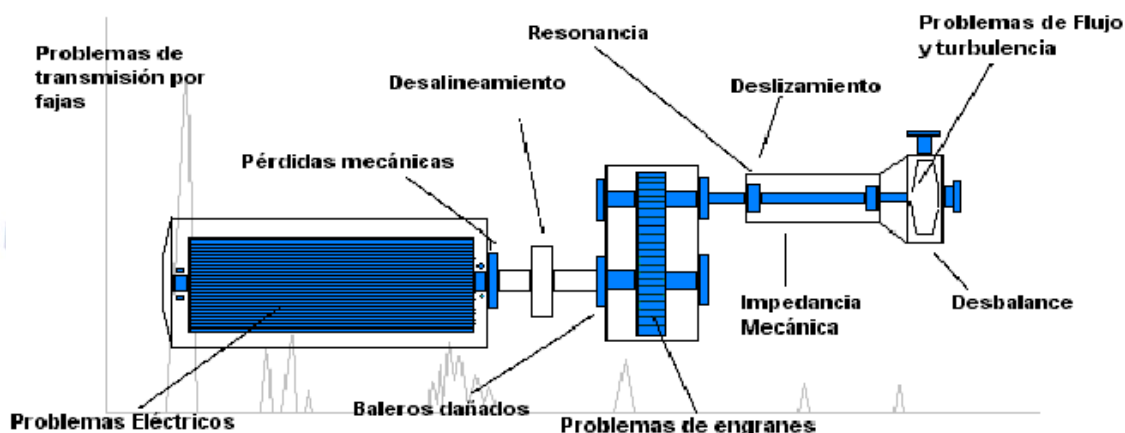 Problemas de
transmisión por
fajas
Desalineamiento
Resonancia
Problemas de Flujo
y turbulencia
Deslizamiento
Pérdidas mecánicas
Impedancia
Mecánica
Desbalance
Problemas Eléctricos
Baleros dañados
Problemas de engranes